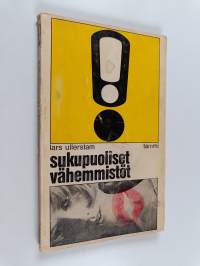 lars ullerstam tammi
sukupuoliset
vähemmistöt